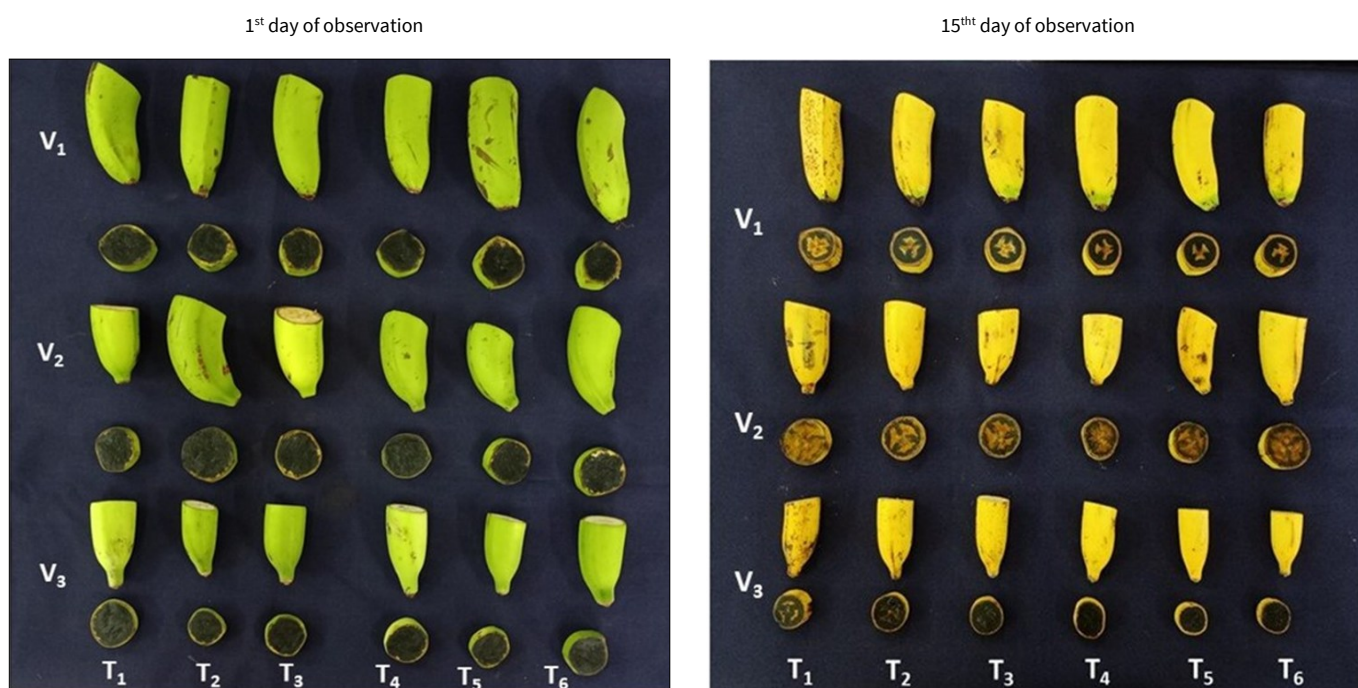 1st day of observation
15tht day of observation
V1
V2
V3
T1 T2 T3 T4 T5 T6
V1
V2
V3
T1 T2 T3 T4 T5 T6